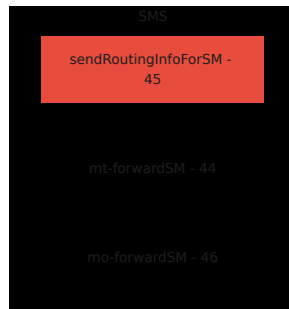 SMS
sendRoutingInfoForSM -
45
mt-forwardSM - 44
mo-forwardSM - 46